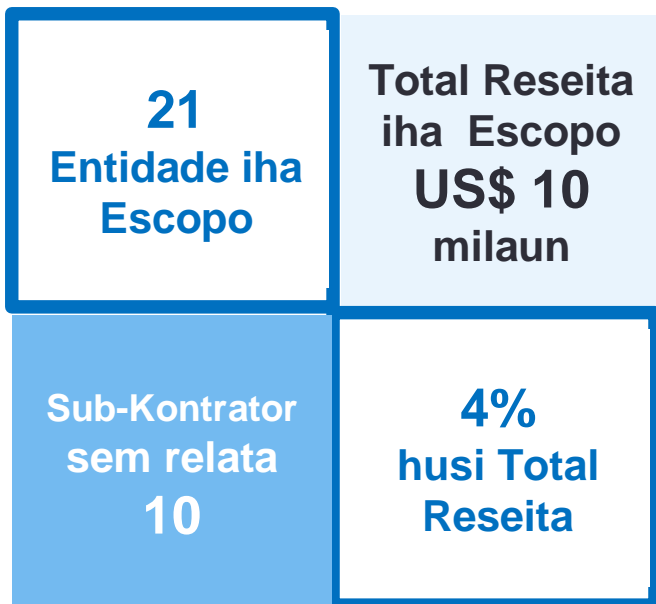 21
Entidade iha
Escopo
Total Reseita
iha Escopo
US$ 10
milaun
Sub-Kontrator
sem relata
10
4%
husi Total
Reseita